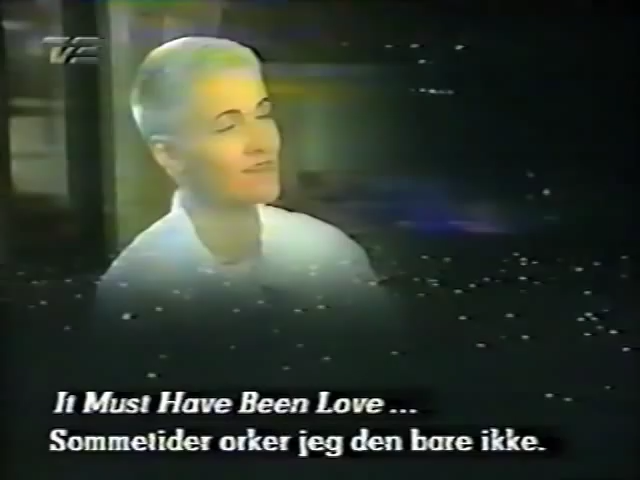 It Must Have Been Love ...
Sommetider orker jeg den bare ikke.